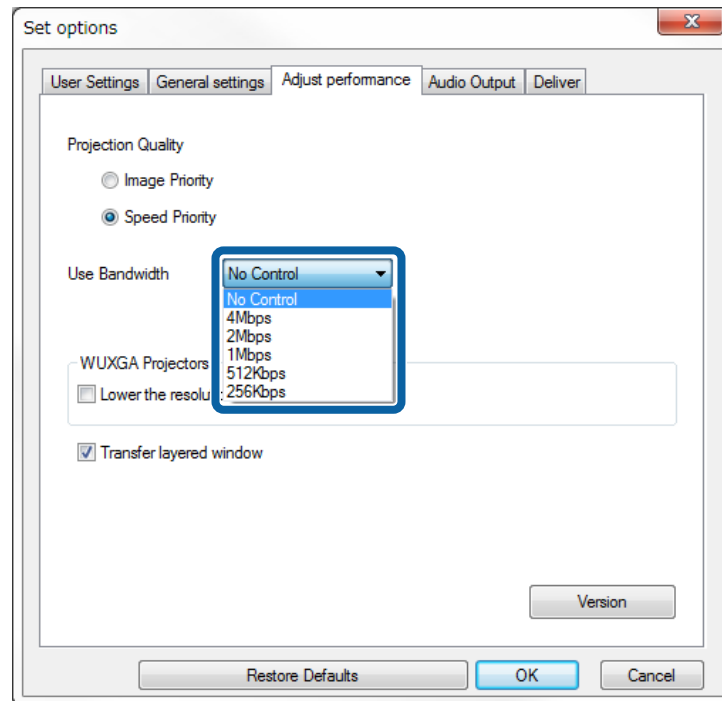 Set options
User Settings General settings Adjust performance Audio Output Deliver
Projection Quality
Image Priority
Speed Priority
Use Bandwidth No Control
No Control
4Mbps
2Mbps
1Mbps
512Kbps
256Kbps
WUXGA Projectors
Lower the resolu
Transfer layered window
Version
Restore Defaults OK Cancel